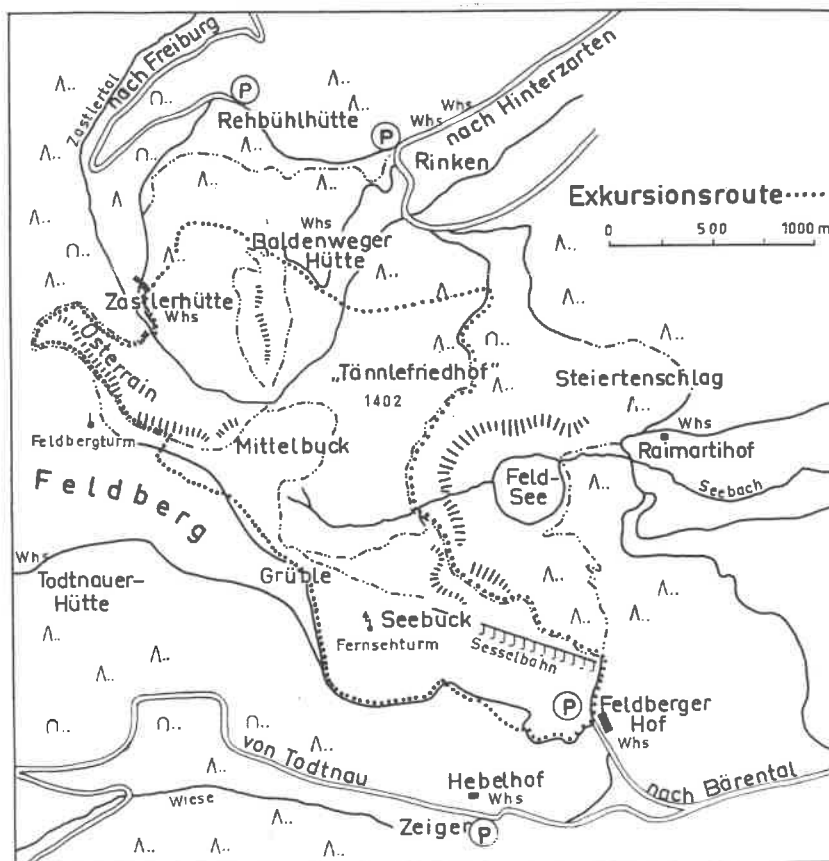 nach Freiburg
Zastlertal
P
Rehbühlhütte
P
Whs
Whs
nach Hinterzarten
Rinken
Exkursionsroute
0 500 1000 m
Whs
Baldenweger
Hütte
Zastlerhütte
Whs
Osterrain
„Tännlefriedhof"
1402
Steiertenschlag
Whs
Raimartihof
Feldbergturm
Mittelbuck
Feld-
See
Seebach
Feldberg
Whs
Todtnauer-
Hütte
Grüble
Seebuck
Fernsehturm
Sesselbahn
P
Feldberger
Hof
Whs
von Todtnau
nach Bärental
Hebelhof
Whs
Wiese
Zeiger
P